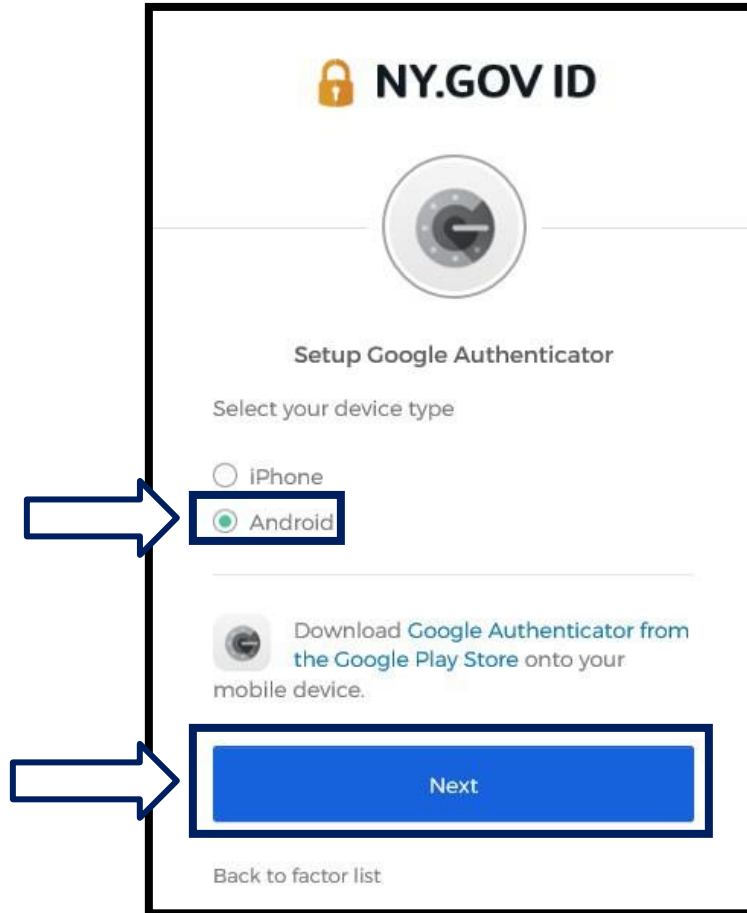 NY.GOV ID
Setup Google Authenticator
Select your device type
iPhone
Android
Download Google Authenticator from
the Google Play Store onto your
mobile device.
Next
Back to factor list